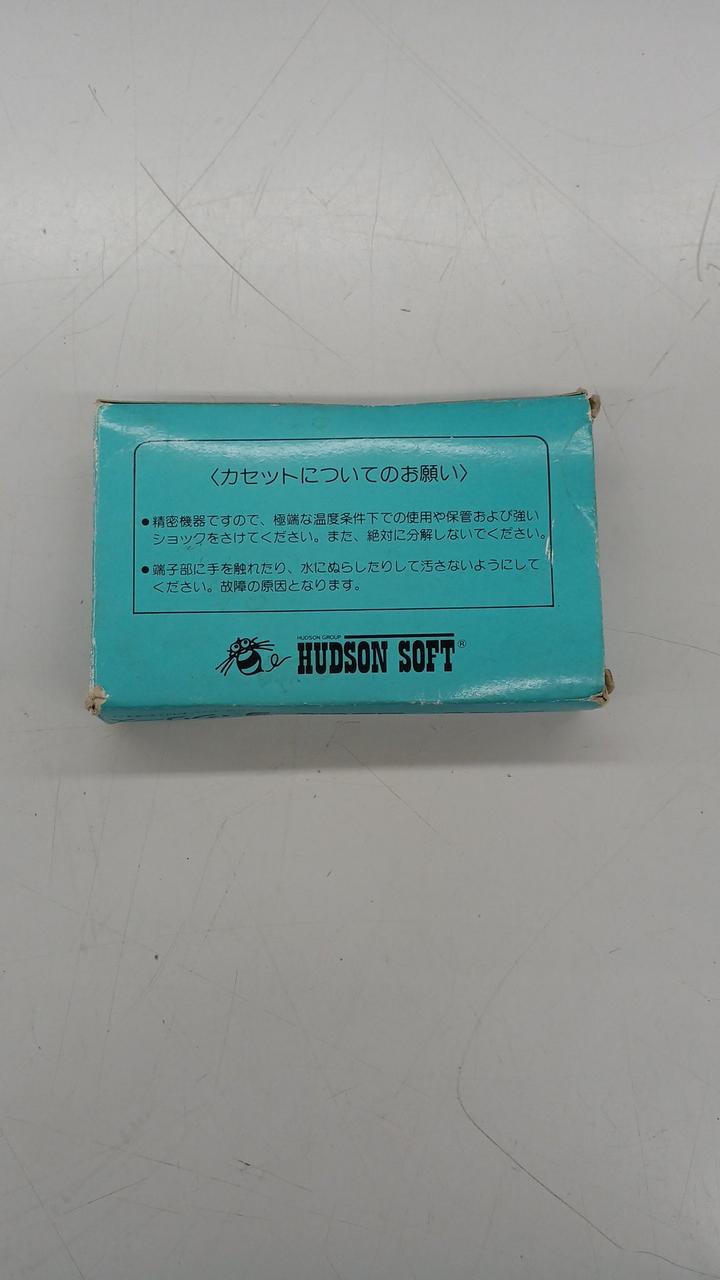 〈カセットについてのお願い〉
●精密機器ですので、極端な温度条件下での使用や保管および強い
ショックをさけてください。また、絶対に分解しないでください。
●端子部に手を触れたり、水にぬらしたりして汚さないようにして
ください。故障の原因となります。
HUDSON GROUP
HUDSON SOFT®